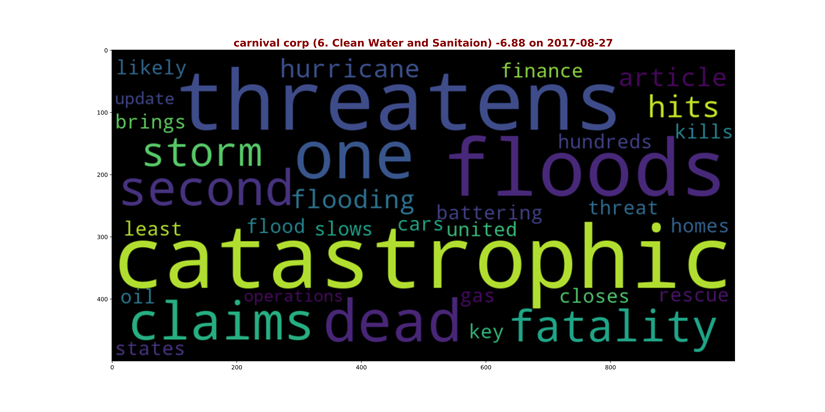 carnival corp (6. Clean Water and Sanitaion) -6.88 on 2017-08-27
0
100
200
300
400
0
200
400
600
800
likely
hurricane
finance
article
update
threatens
hits
brings
kills
storm
one
hundreds
floods
second
flooding
battering
threat
least
flood
slows
cars
united
homes
catastrophic
oil
operations
gas
closes
rescue
claims
dead
key
fatality
states